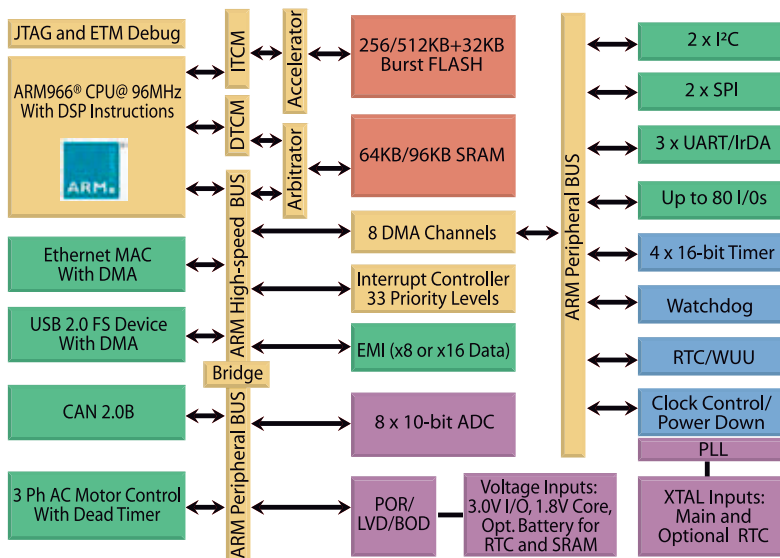 JTAG and ETM Debug
ARM966® CPU@ 96MHz
With DSP Instructions
ARM®
Ethernet MAC
With DMA
USB 2.0 FS Device
With DMA
CAN 2.0B
3 Ph AC Motor Control
With Dead Timer
ITCM
DTCM
ARM High-speed BUS
Bridge
ARM Peripheral BUS
Accelerator
Arbitrator
256/512KB+32KB
Burst FLASH
64KB/96KB SRAM
8 DMA Channels
Interrupt Controller
33 Priority Levels
EMI (x8 or x16 Data)
8 x 10-bit ADC
POR/
LVD/BOD
Voltage Inputs:
3.0V I/O, 1.8V Core,
Opt. Battery for
RTC and SRAM
ARM Peripheral BUS
2 x I²C
2 x SPI
3 x UART/IrDA
Up to 80 I/0s
4 x 16-bit Timer
Watchdog
RTC/WUU
Clock Control/
Power Down
PLL
XTAL Inputs:
Main and
Optional RTC